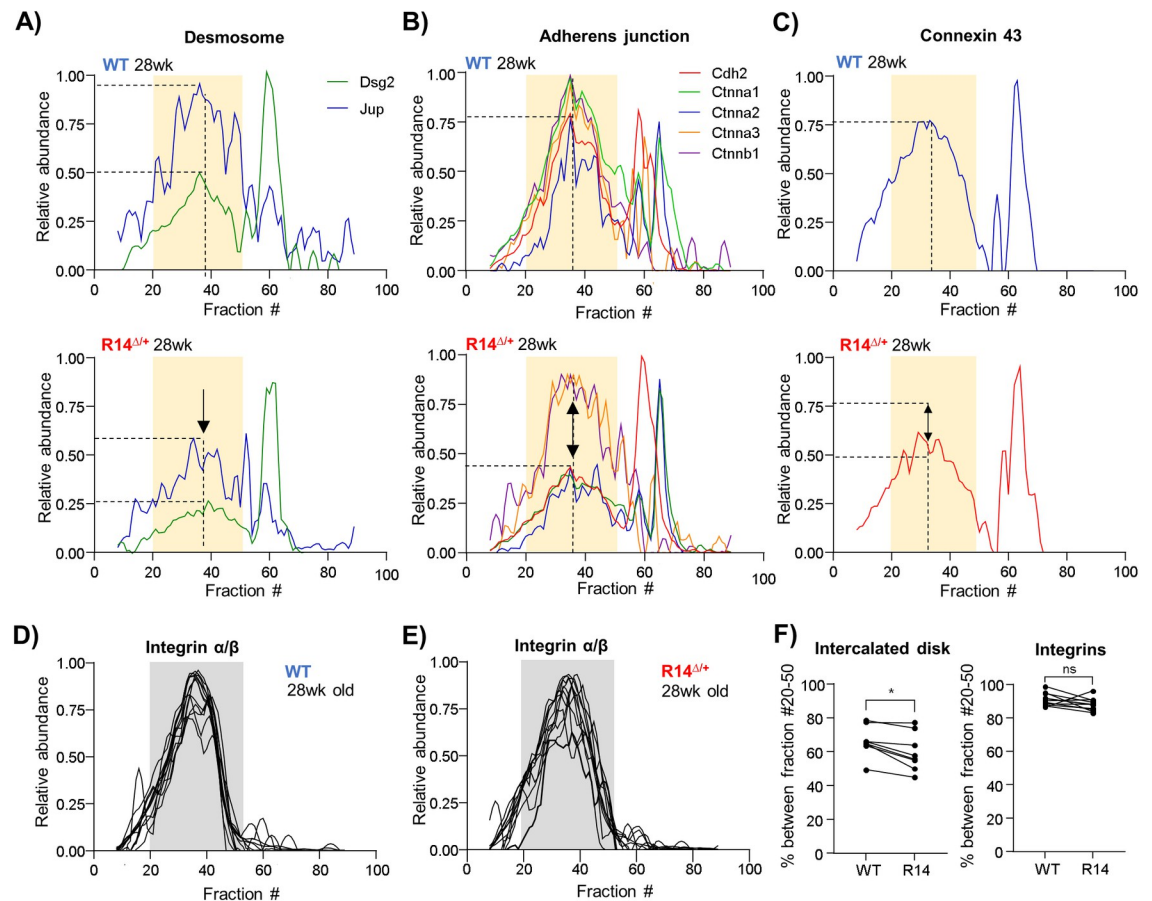 A)
Desmosome
WT 28wk
Relative abundance
1.00
0.75
0.50
0.25
0.00
0 20 40 60 80 100
Fraction #
Dsg2
Jup
R14Δ/+ 28wk
Relative abundance
1.00
0.75
0.50
0.25
0.00
0 20 40 60 80 100
Fraction #
B)
Adherens junction
WT 28wk
Relative abundance
1.00
0.75
0.50
0.25
0.00
0 20 40 60 80 100
Fraction #
Cdh2
Ctnna1
Ctnna2
Ctnna3
Ctnnb1
R14Δ/+ 28wk
Relative abundance
1.00
0.75
0.50
0.25
0.00
0 20 40 60 80 100
Fraction #
C)
Connexin 43
WT 28wk
Relative abundance
1.00
0.75
0.50
0.25
0.00
0 20 40 60 80 100
Fraction #
R14Δ/+ 28wk
Relative abundance
1.00
0.75
0.50
0.25
0.00
0 20 40 60 80 100
Fraction #
D)
Integrin α/β
WT
28wk old
Relative abundance
1.00
0.75
0.50
0.25
0.00
0 20 40 60 80 100
Fraction #
E)
Integrin α/β
R14Δ/+
28wk old
Relative abundance
1.00
0.75
0.50
0.25
0.00
0 20 40 60 80 100
Fraction #
F)
Intercalated disk
% between fraction #20-50
100
80
60
40
20
0
*
WT R14
Integrins
% between fraction #20-50
100
80
60
40
20
0
ns
WT R14